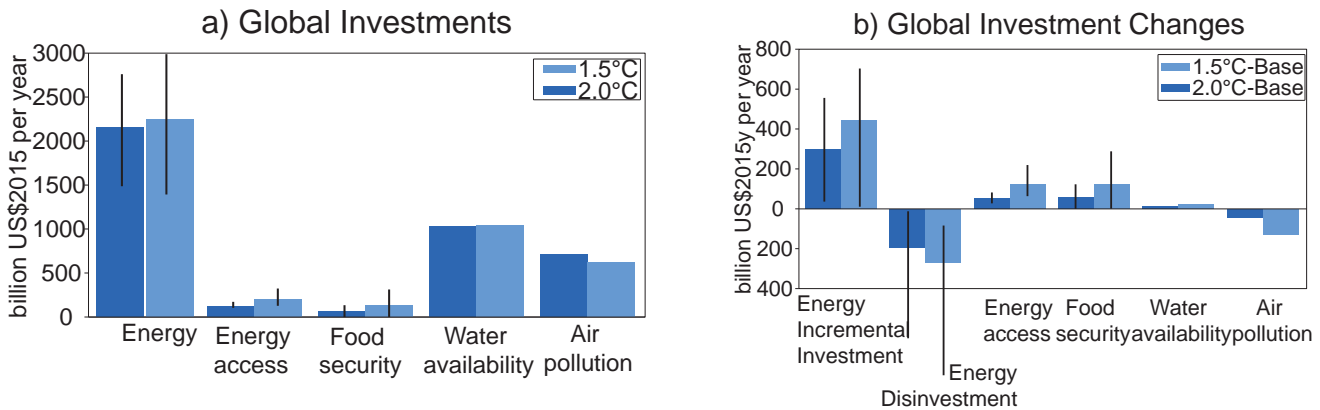 a) Global Investments
billion US$2015 per year
3000
2500
2000
1500
1000
500
0
1.5°C
2.0°C
Energy
Energy
access
Food
security
Water
availability
Air
pollution
b) Global Investment Changes
billion US$2015y per year
800
600
400
200
0
200
400
1.5°C-Base
2.0°C-Base
Energy
Incremental
Investment
Energy
Disinvestment
Energy
access
Food
security
Water
availability
Air
pollution